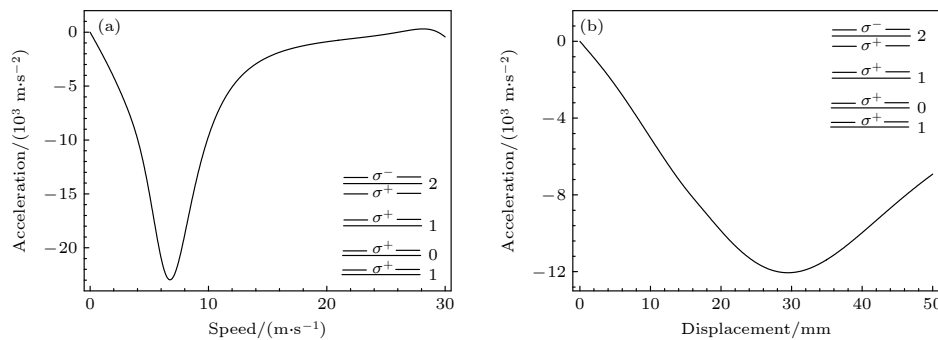 (a)
0
−5
−10
−15
−20
Acceleration/(10³ m·s⁻²)
σ⁻
2
σ⁺
σ⁺
1
σ⁺
0
σ⁺
1
0
10
20
30
Speed/(m·s⁻¹)
(b)
0
−4
−8
−12
Acceleration/(10³ m·s⁻²)
σ⁻
2
σ⁺
σ⁺
1
σ⁺
0
σ⁺
1
0
10
20
30
40
50
Displacement/mm